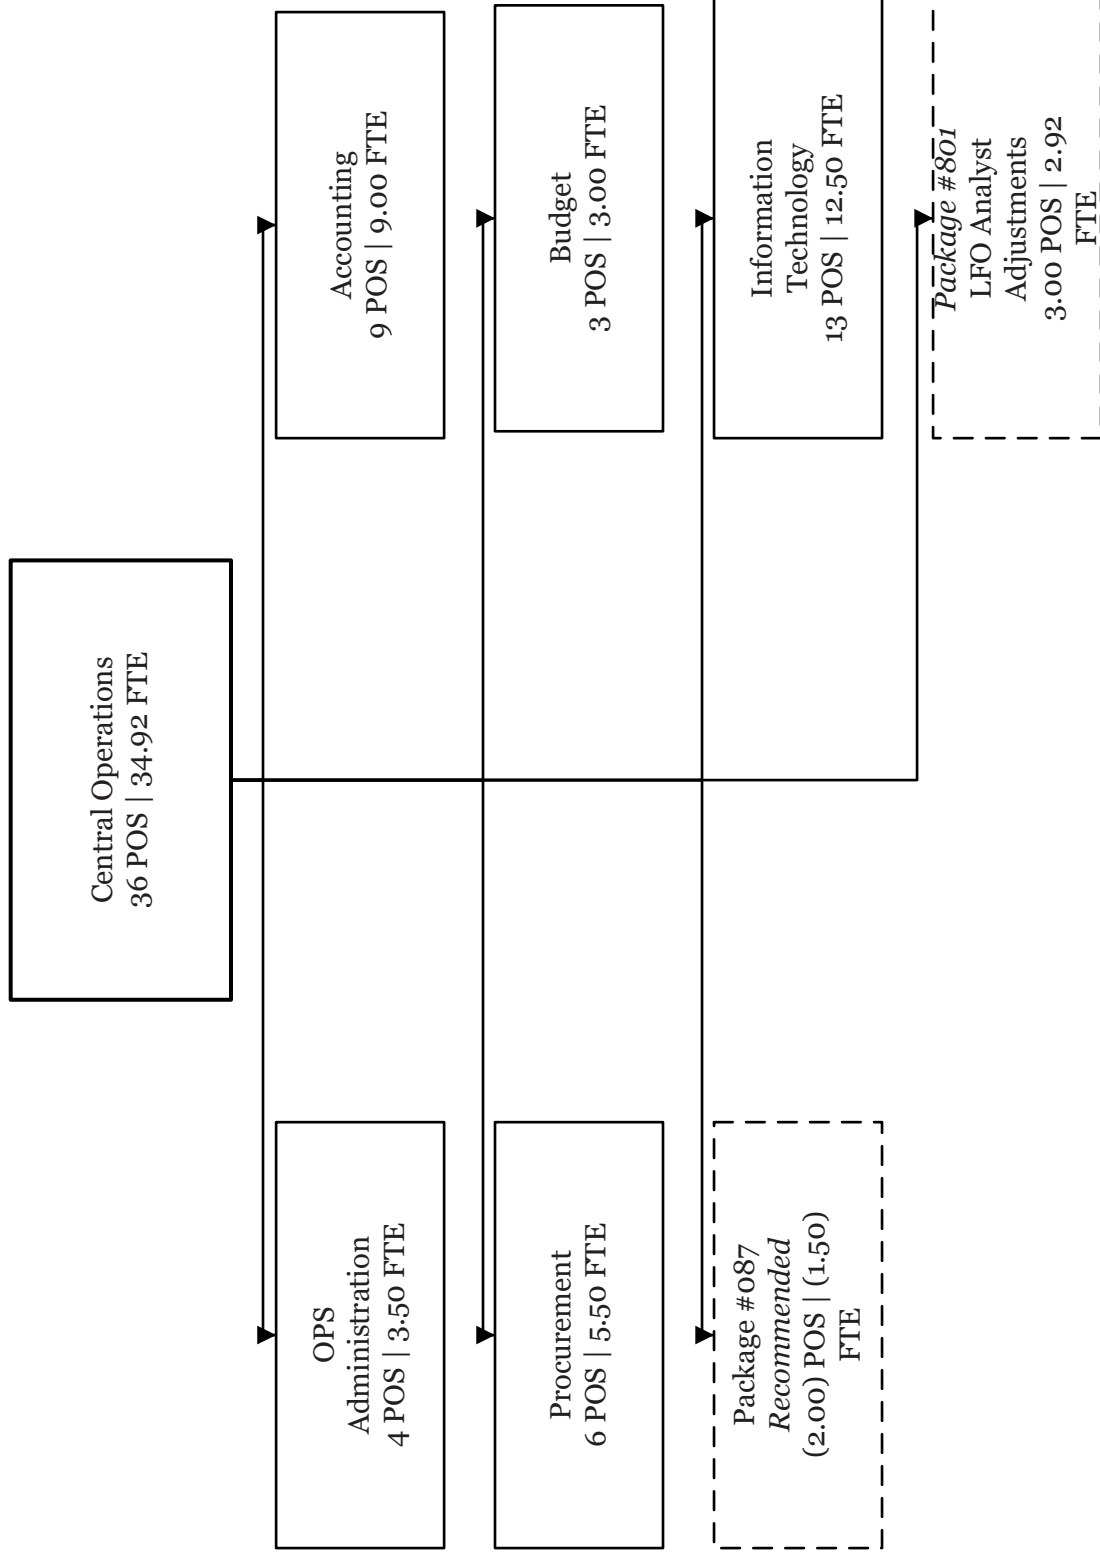 Central Operations
36 POS | 34.92 FTE
OPS
Administration
4 POS | 3.50 FTE
Accounting
9 POS | 9.00 FTE
Procurement
6 POS | 5.50 FTE
Budget
3 POS | 3.00 FTE
Package #087
Recommended
(2.00) POS | (1.50)
FTE
Information
Technology
13 POS | 12.50 FTE
Package #801
LFO Analyst
Adjustments
3.00 POS | 2.92
FTE